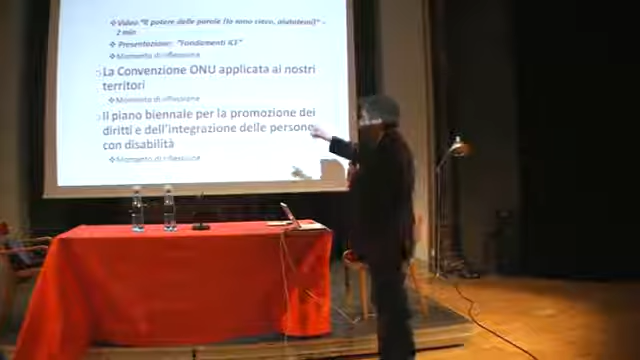 Video "Il potere delle parole (Io sono cieco, aiutatemi)" -
2 min
Presentazione: "Fondamenti ICF"
Momento di riflessione
La Convenzione ONU applicata ai nostri
territori
Momento di riflessione
Il piano biennale per la promozione dei
diritti e dell'integrazione delle persone
con disabilità
Momento di riflessione